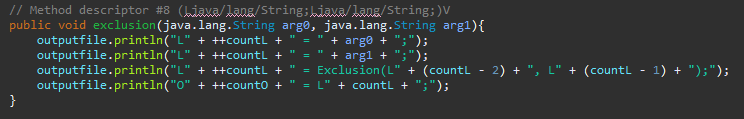 // Method descriptor #8 (Ljava/lang/String;Ljava/lang/String;)V
public void exclusion(java.lang.String arg0, java.lang.String arg1){
outputfile.println("L" + ++countL + " = " + arg0 + ";");
outputfile.println("L" + ++countL + " = " + arg1 + ";");
outputfile.println("L" + ++countL + " = Exclusion(L" + (countL - 2) + ", L" + (countL - 1) + ");");
outputfile.println("O" + ++countO + " = L" + countL + ";");
}